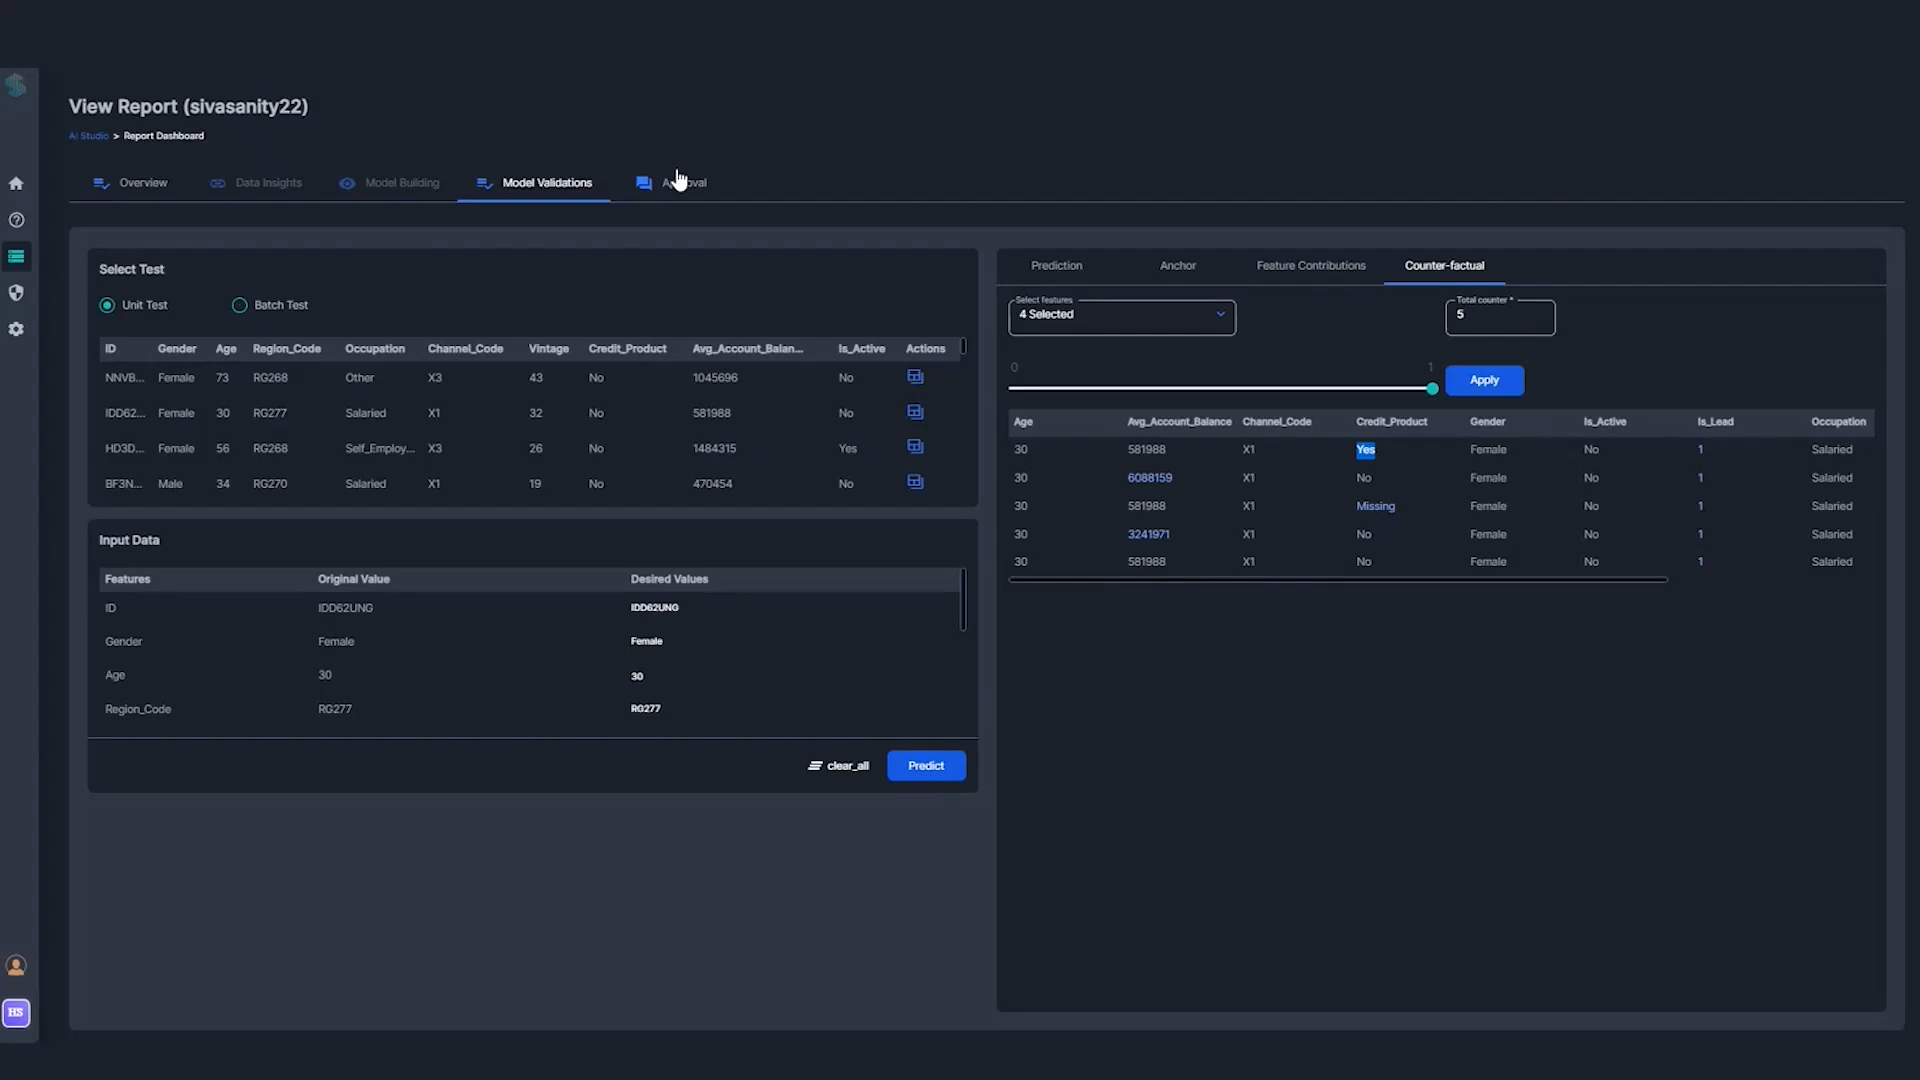 View Report (sivasanity22)
AI Studio > Report Dashboard
Overview Data Insights Model Building Model Validations
Select Test
Unit Test Batch Test
ID Gender Age Region_Code Occupation Channel_Code Vintage Credit_Product Avg_Account_Balan... Is_Active Actions
NNVB... Female 73 RG268 Other X3 43 No 1045696 No
IDD62... Female 30 RG277 Salaried X1 32 No 581988 No
HD3D... Female 56 RG268 Self_Employ... X3 26 No 1484315 Yes
BF3N... Male 34 RG270 Salaried X1 19 No 470454 No
Input Data
Features Original Value Desired Values
ID IDD62UNG IDD62UNG
Gender Female Female
Age 30 30
Region_Code RG277 RG277
clear_all Predict
Prediction Anchor Feature Contributions Counter-factual
Select features Total counter *
4 Selected 5
0 1
Apply
Age Avg_Account_Balance Channel_Code Credit_Product Gender Is_Active Is_Lead Occupation
30 581988 X1 Yes Female No 1 Salaried
30 6088159 X1 No Female No 1 Salaried
30 581988 X1 Missing Female No 1 Salaried
30 3241971 X1 No Female No 1 Salaried
30 581988 X1 No Female No 1 Salaried
HS